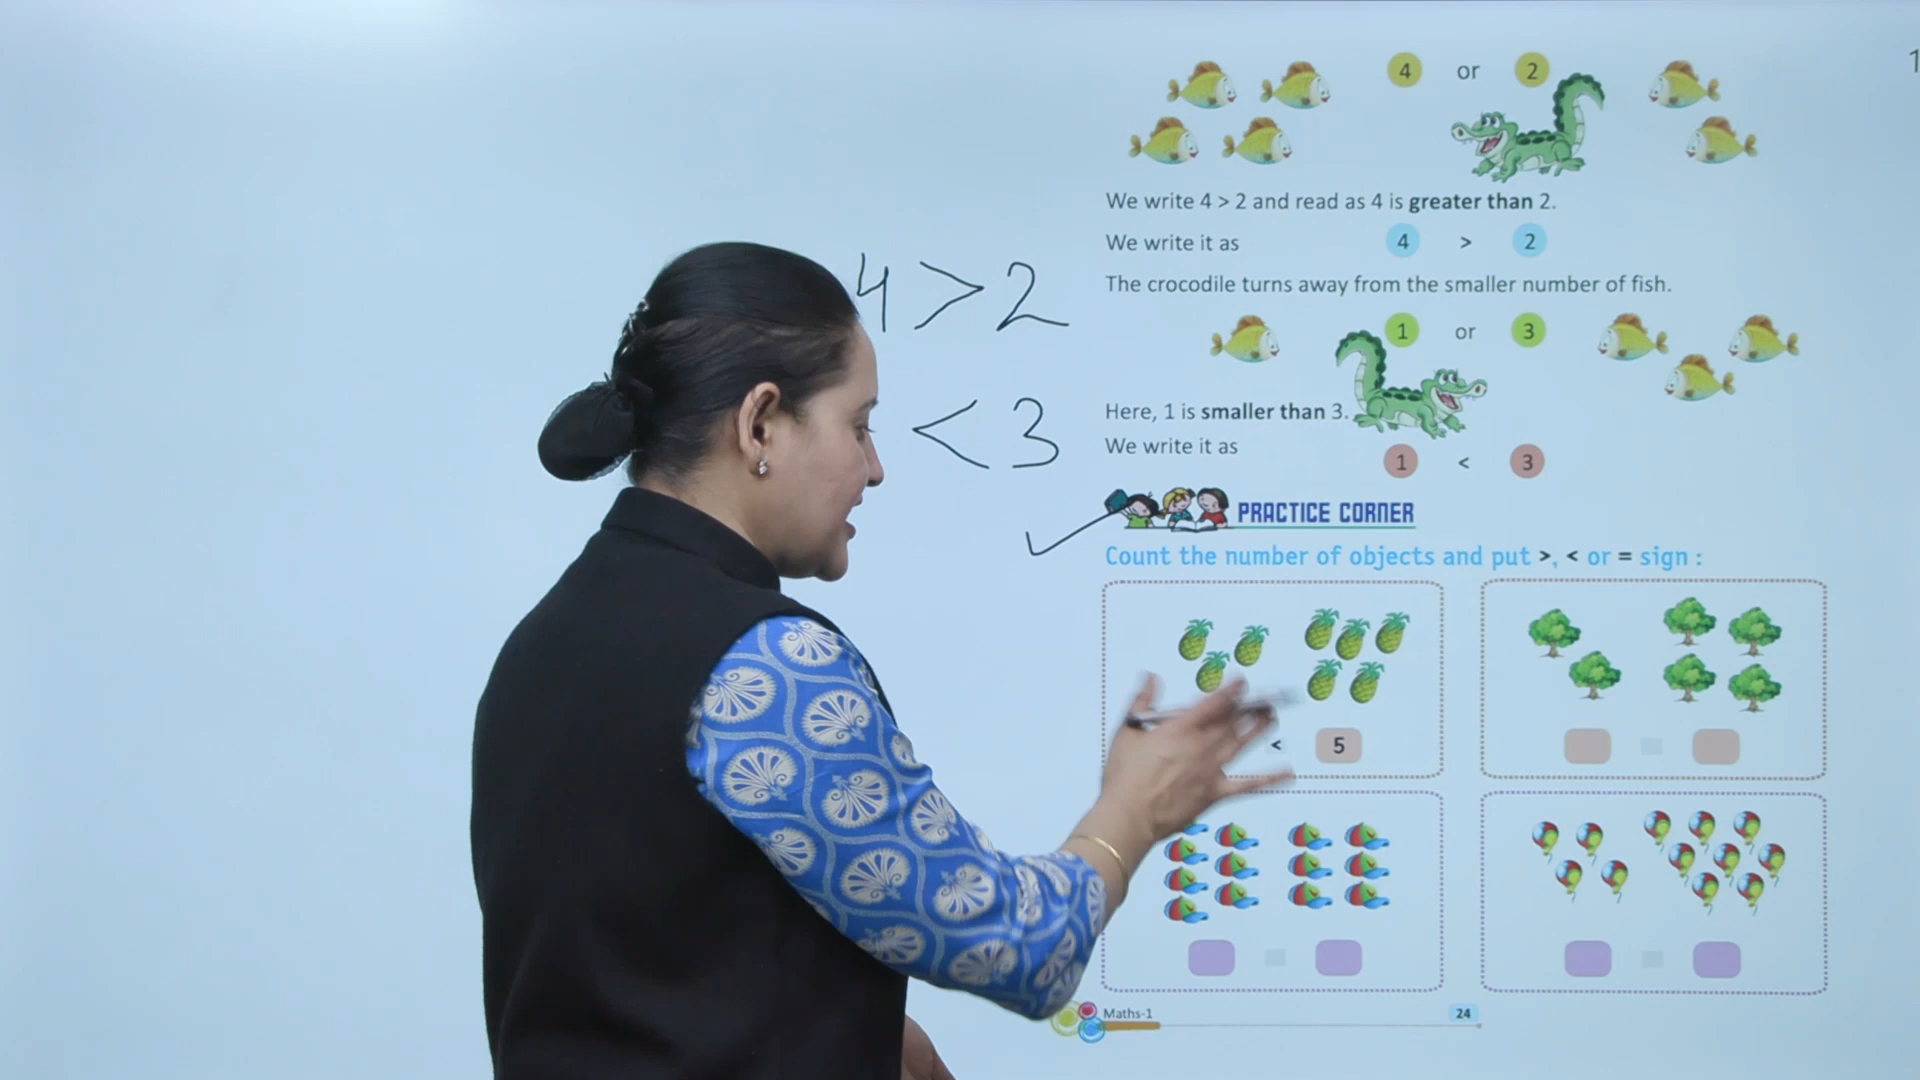 4 or 2
We write 4 > 2 and read as 4 is greater than 2.
We write it as 4 > 2
The crocodile turns away from the smaller number of fish.
1 or 3
Here, 1 is smaller than 3.
We write it as 1 < 3
PRACTICE CORNER
Count the number of objects and put >, < or = sign :
< 5
Maths-1
24
4 > 2
< 3
1